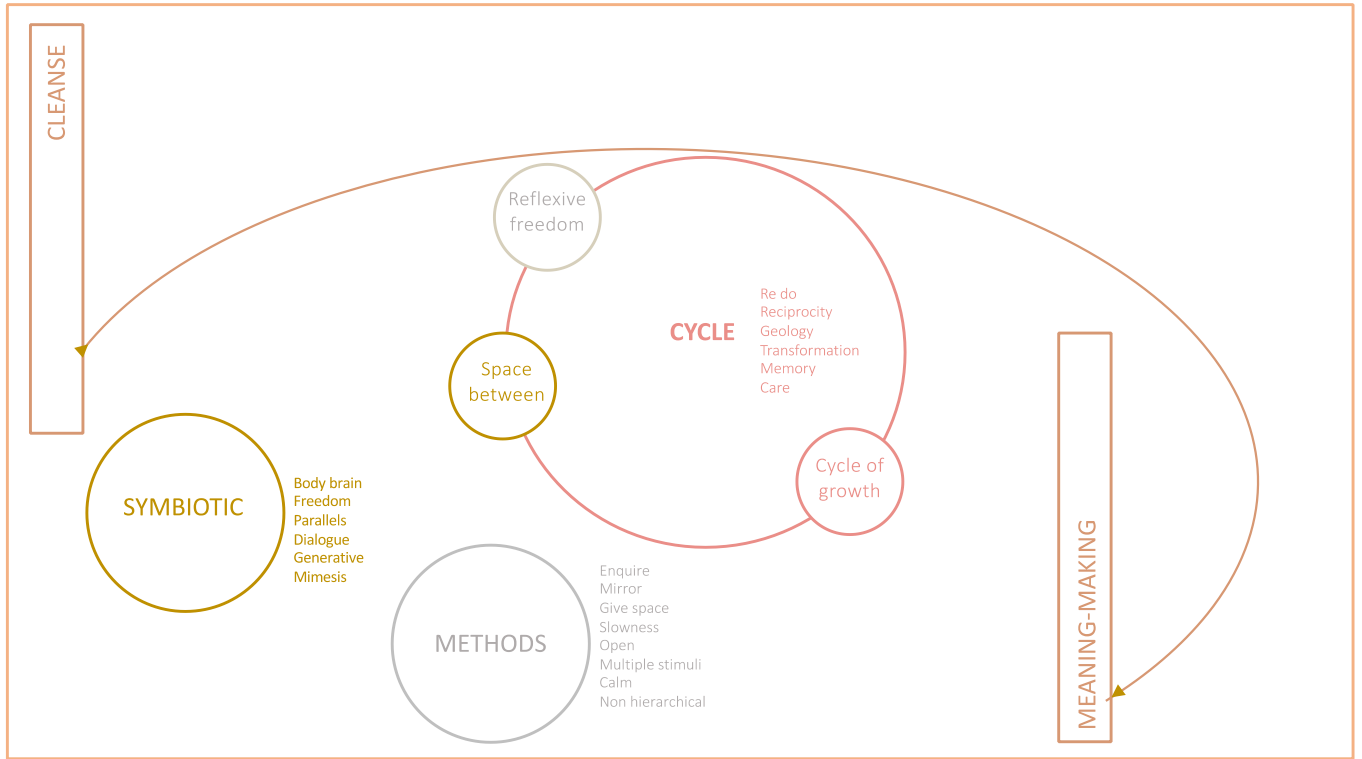 CLEANSE
Reflexive
freedom
CYCLE
Re do
Reciprocity
Geology
Transformation
Memory
Care
Space
between
Cycle of
growth
SYMBIOTIC
Body brain
Freedom
Parallels
Dialogue
Generative
Mimesis
METHODS
Enquire
Mirror
Give space
Slowness
Open
Multiple stimuli
Calm
Non hierarchical
MEANING-MAKING